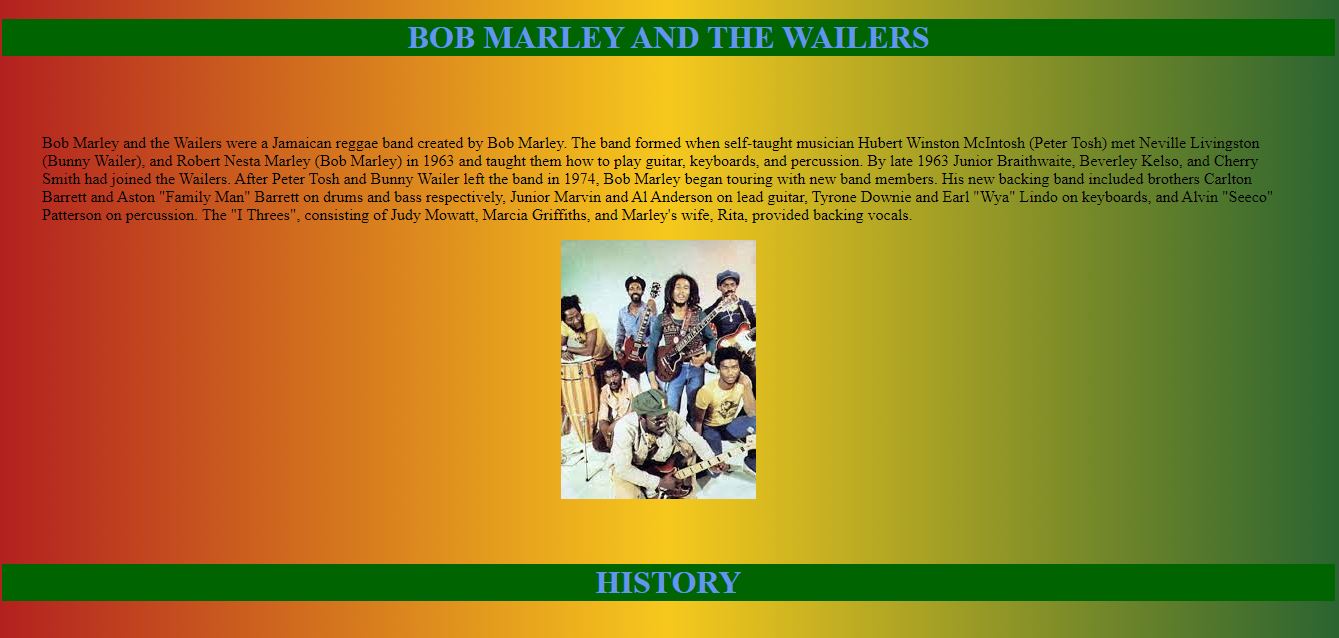 BOB MARLEY AND THE WAILERS
Bob Marley and the Wailers were a Jamaican reggae band created by Bob Marley. The band formed when self-taught musician Hubert Winston McIntosh (Peter Tosh) met Neville Livingston
(Bunny Wailer), and Robert Nesta Marley (Bob Marley) in 1963 and taught them how to play guitar, keyboards, and percussion. By late 1963 Junior Braithwaite, Beverley Kelso, and Cherry
Smith had joined the Wailers. After Peter Tosh and Bunny Wailer left the band in 1974, Bob Marley began touring with new band members. His new backing band included brothers Carlton
Barrett and Aston "Family Man" Barrett on drums and bass respectively, Junior Marvin and Al Anderson on lead guitar, Tyrone Downie and Earl "Wya" Lindo on keyboards, and Alvin "Seeco"
Patterson on percussion. The "I Threes", consisting of Judy Mowatt, Marcia Griffiths, and Marley's wife, Rita, provided backing vocals.
HISTORY